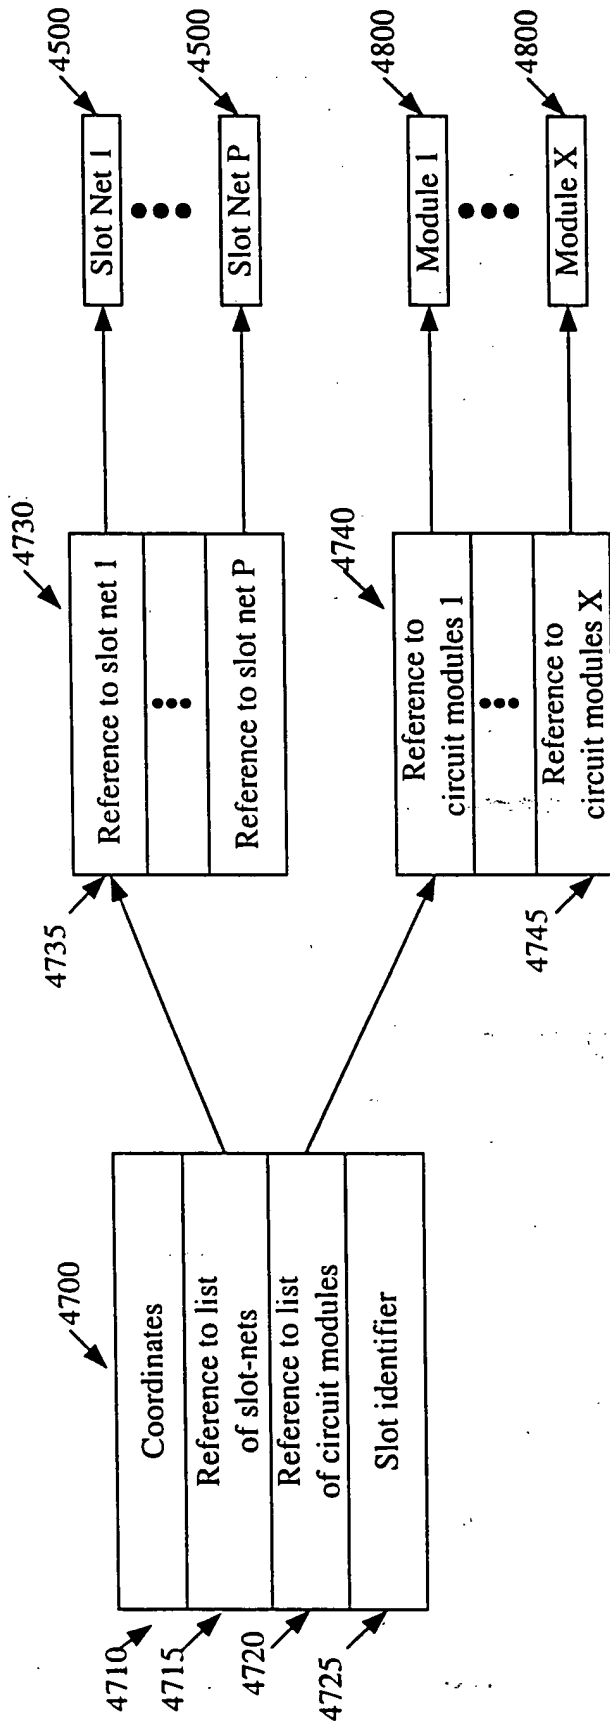 4700
4710
4715
4720
4725
Coordinates
Reference to list
of slot-nets
Reference to list
of circuit modules
Slot identifier
4730
4735
Reference to slot net 1
Reference to slot net P
4740
4745
Reference to
circuit modules 1
Reference to
circuit modules X
4500
Slot Net 1
4500
Slot Net P
4800
Module 1
4800
Module X